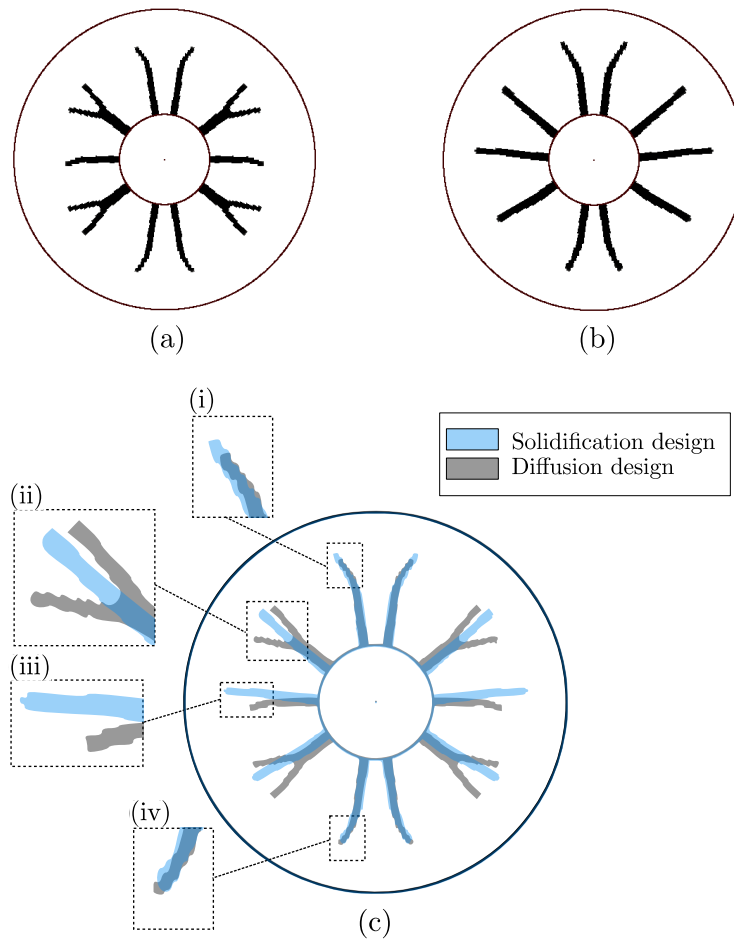 (a)
(b)
(i)
Solidification design
Diffusion design
(ii)
(iii)
(iv)
(c)